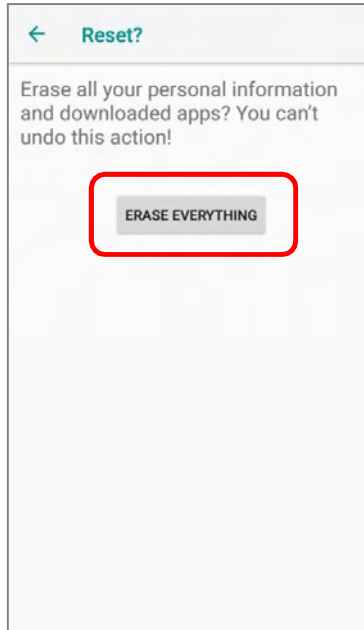 Reset?
Erase all your personal information
and downloaded apps? You can't
undo this action!
ERASE EVERYTHING